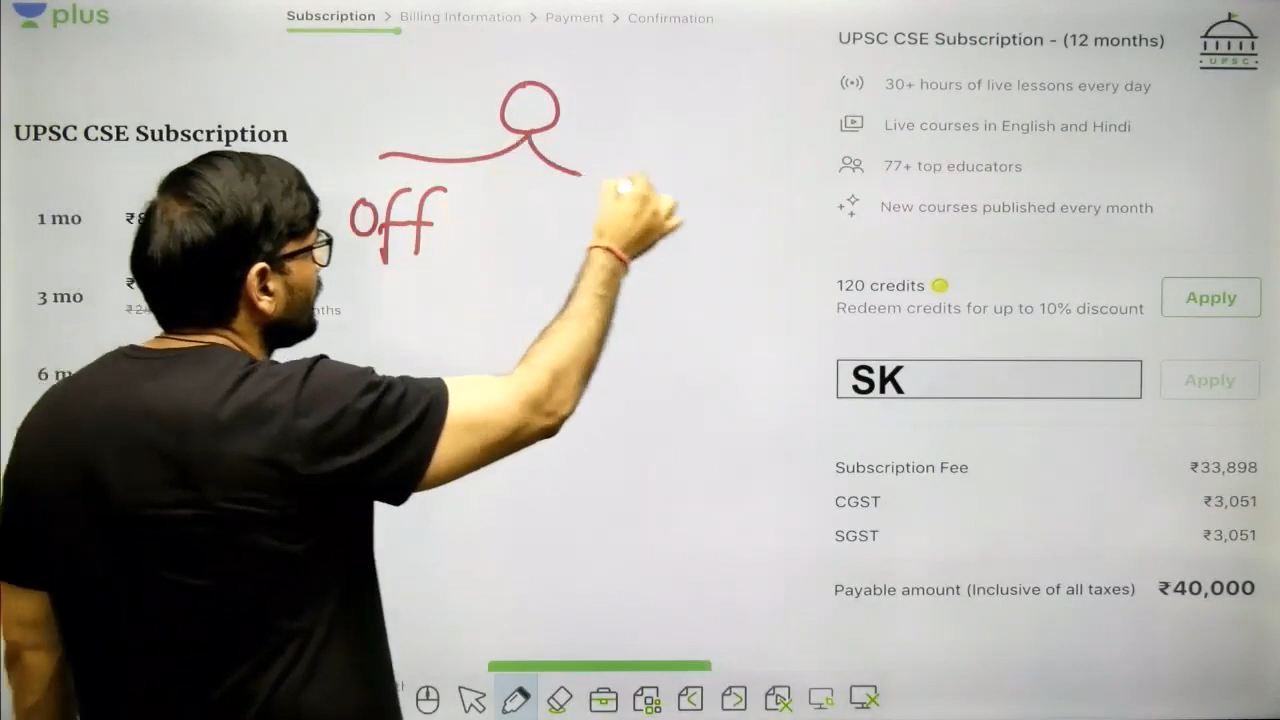 plus
Subscription > Billing Information > Payment > Confirmation
UPSC CSE Subscription
1 mo
3 mo
6
off
UPSC CSE Subscription - (12 months)
UPSC
30+ hours of live lessons every day
Live courses in English and Hindi
77+ top educators
New courses published every month
120 credits
Redeem credits for up to 10% discount
Apply
SK
Apply
Subscription Fee ₹33,898
CGST ₹3,051
SGST ₹3,051
Payable amount (Inclusive of all taxes) ₹40,000